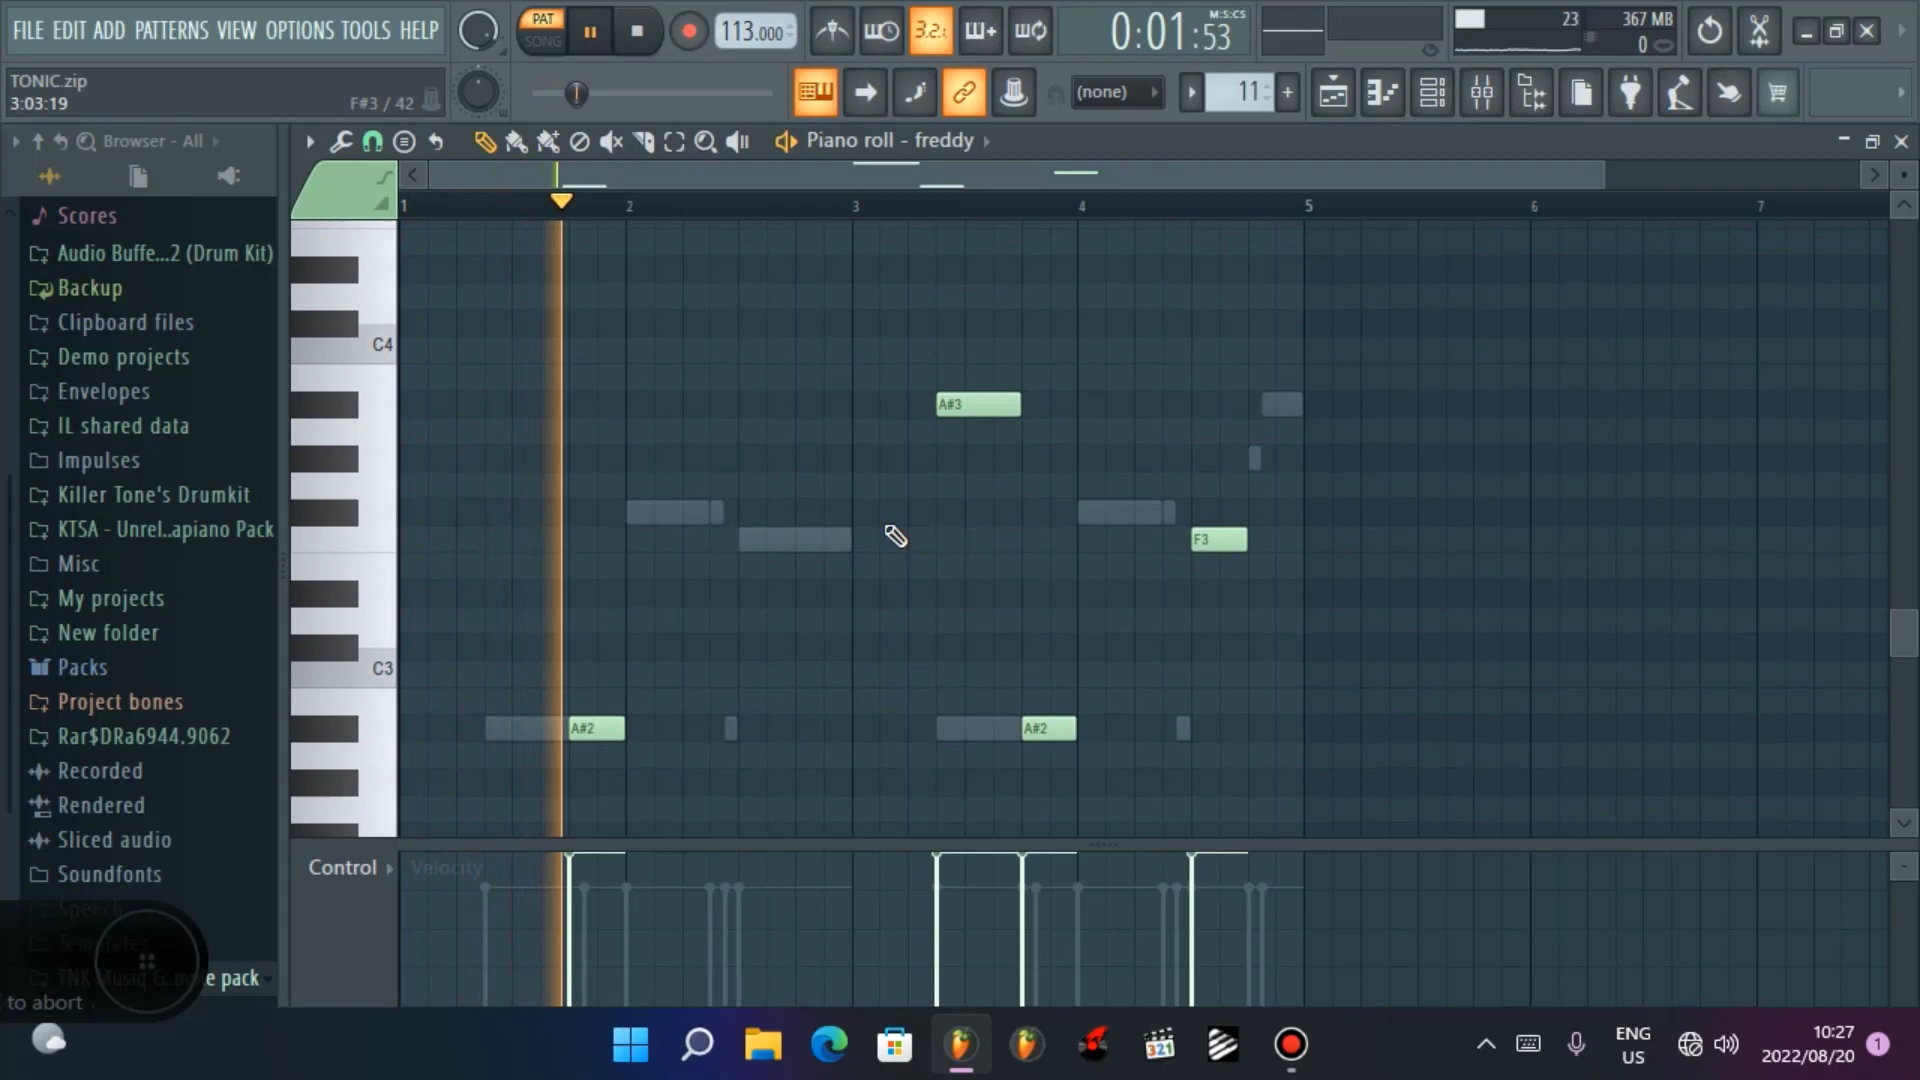 FILE EDIT ADD PATTERNS VIEW OPTIONS TOOLS HELP
PAT
SONG
113.000
3.2.
0:01:53
M:S:CS
23
367 MB
0
TONIC.zip
3:03:19
F#3 / 42
(none)
11
Browser - All
Piano roll - freddy
Scores
Audio Buffe...2 (Drum Kit)
Backup
Clipboard files
Demo projects
Envelopes
IL shared data
Impulses
Killer Tone's Drumkit
KTSA - Unrel..apiano Pack
Misc
My projects
New folder
Packs
Project bones
Rar$DRa6944.9062
Recorded
Rendered
Sliced audio
Soundfonts
Speech
Templates
TNK Musiq G..m e pack
to abort
1 2 3 4 5 6 7
C4
A#3
F3
C3
A#2
A#2
Control
Velocity
321
ENG
US
10:27
2022/08/20
1